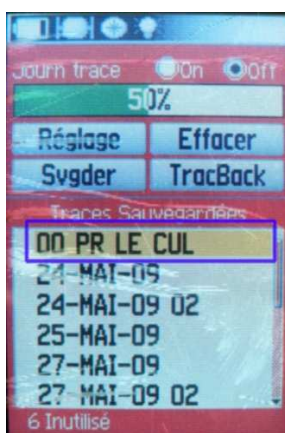 Journ trace On Off
50%
Réglage Effacer
Svgder TracBack
Traces Sauvegardées
00 PR LE CUL
24-MAI-09
24-MAI-09 02
25-MAI-09
27-MAI-09
27-MAI-09 02
6 Inutilisé